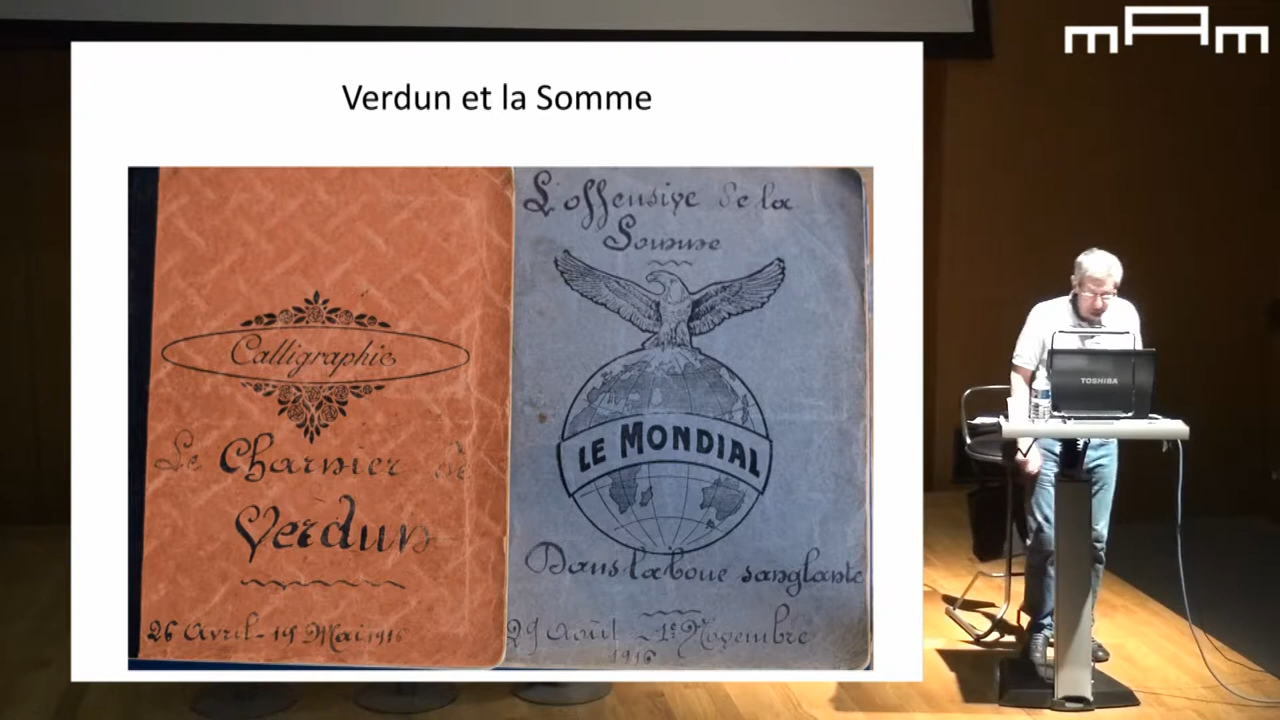 mAm
Verdun et la Somme
Calligraphie
Le Charnier de
Verdun
26 Avril - 19 Mai 1916
L'offensive de la
Somme
LE MONDIAL
Dans la boue sanglante
29 Août - 1er Novembre
1916
TOSHIBA